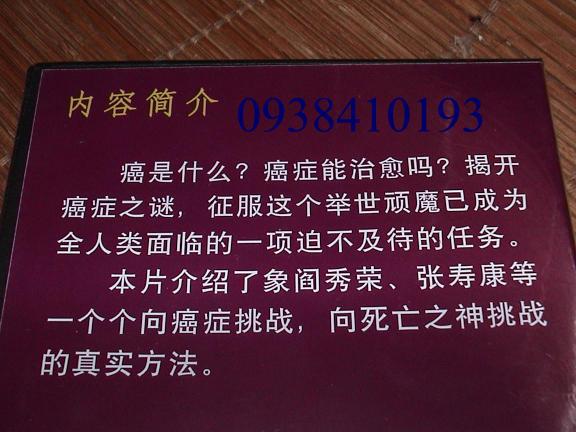 内容简介 0938410193
癌是什么？癌症能治愈吗？揭开
癌症之谜，征服这个举世顽魔已成为
全人类面临的一项迫不及待的任务。
本片介绍了象阎秀荣、张寿康等
一个个向癌症挑战，向死亡之神挑战
的真实方法。